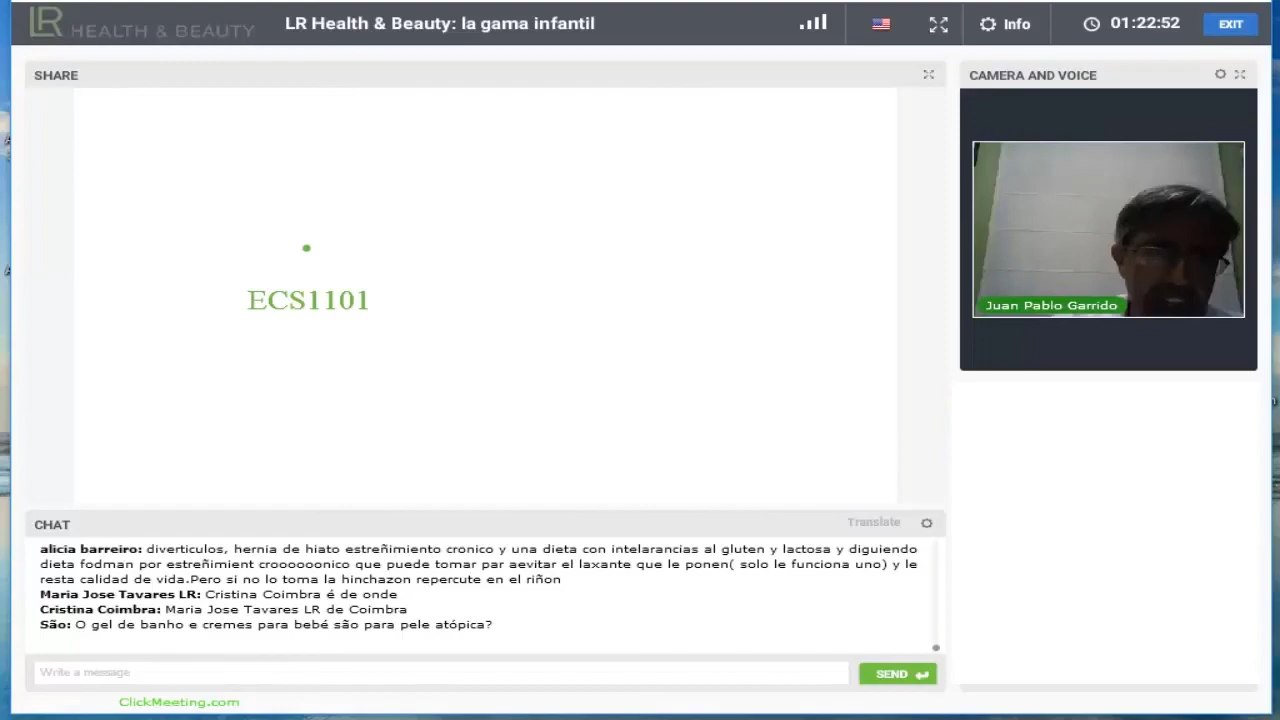 LR HEALTH & BEAUTY
LR Health & Beauty: la gama infantil
Info
01:22:52
EXIT
SHARE
CAMERA AND VOICE
ECS1101
Juan Pablo Garrido
CHAT
Translate
alicia barreiro: diverticulos, hernia de hiato estreñimiento cronico y una dieta con intelarancias al gluten y lactosa y diguiendo
dieta fodman por estreñimient croooooonico que puede tomar par aevitar el laxante que le ponen( solo le funciona uno) y le
resta calidad de vida.Pero si no lo toma la hinchazon repercute en el riñon
Maria Jose Tavares LR: Cristina Coimbra é de onde
Cristina Coimbra: Maria Jose Tavares LR de Coimbra
São: O gel de banho e cremes para bebé são para pele atópica?
Write a message
SEND
ClickMeeting.com